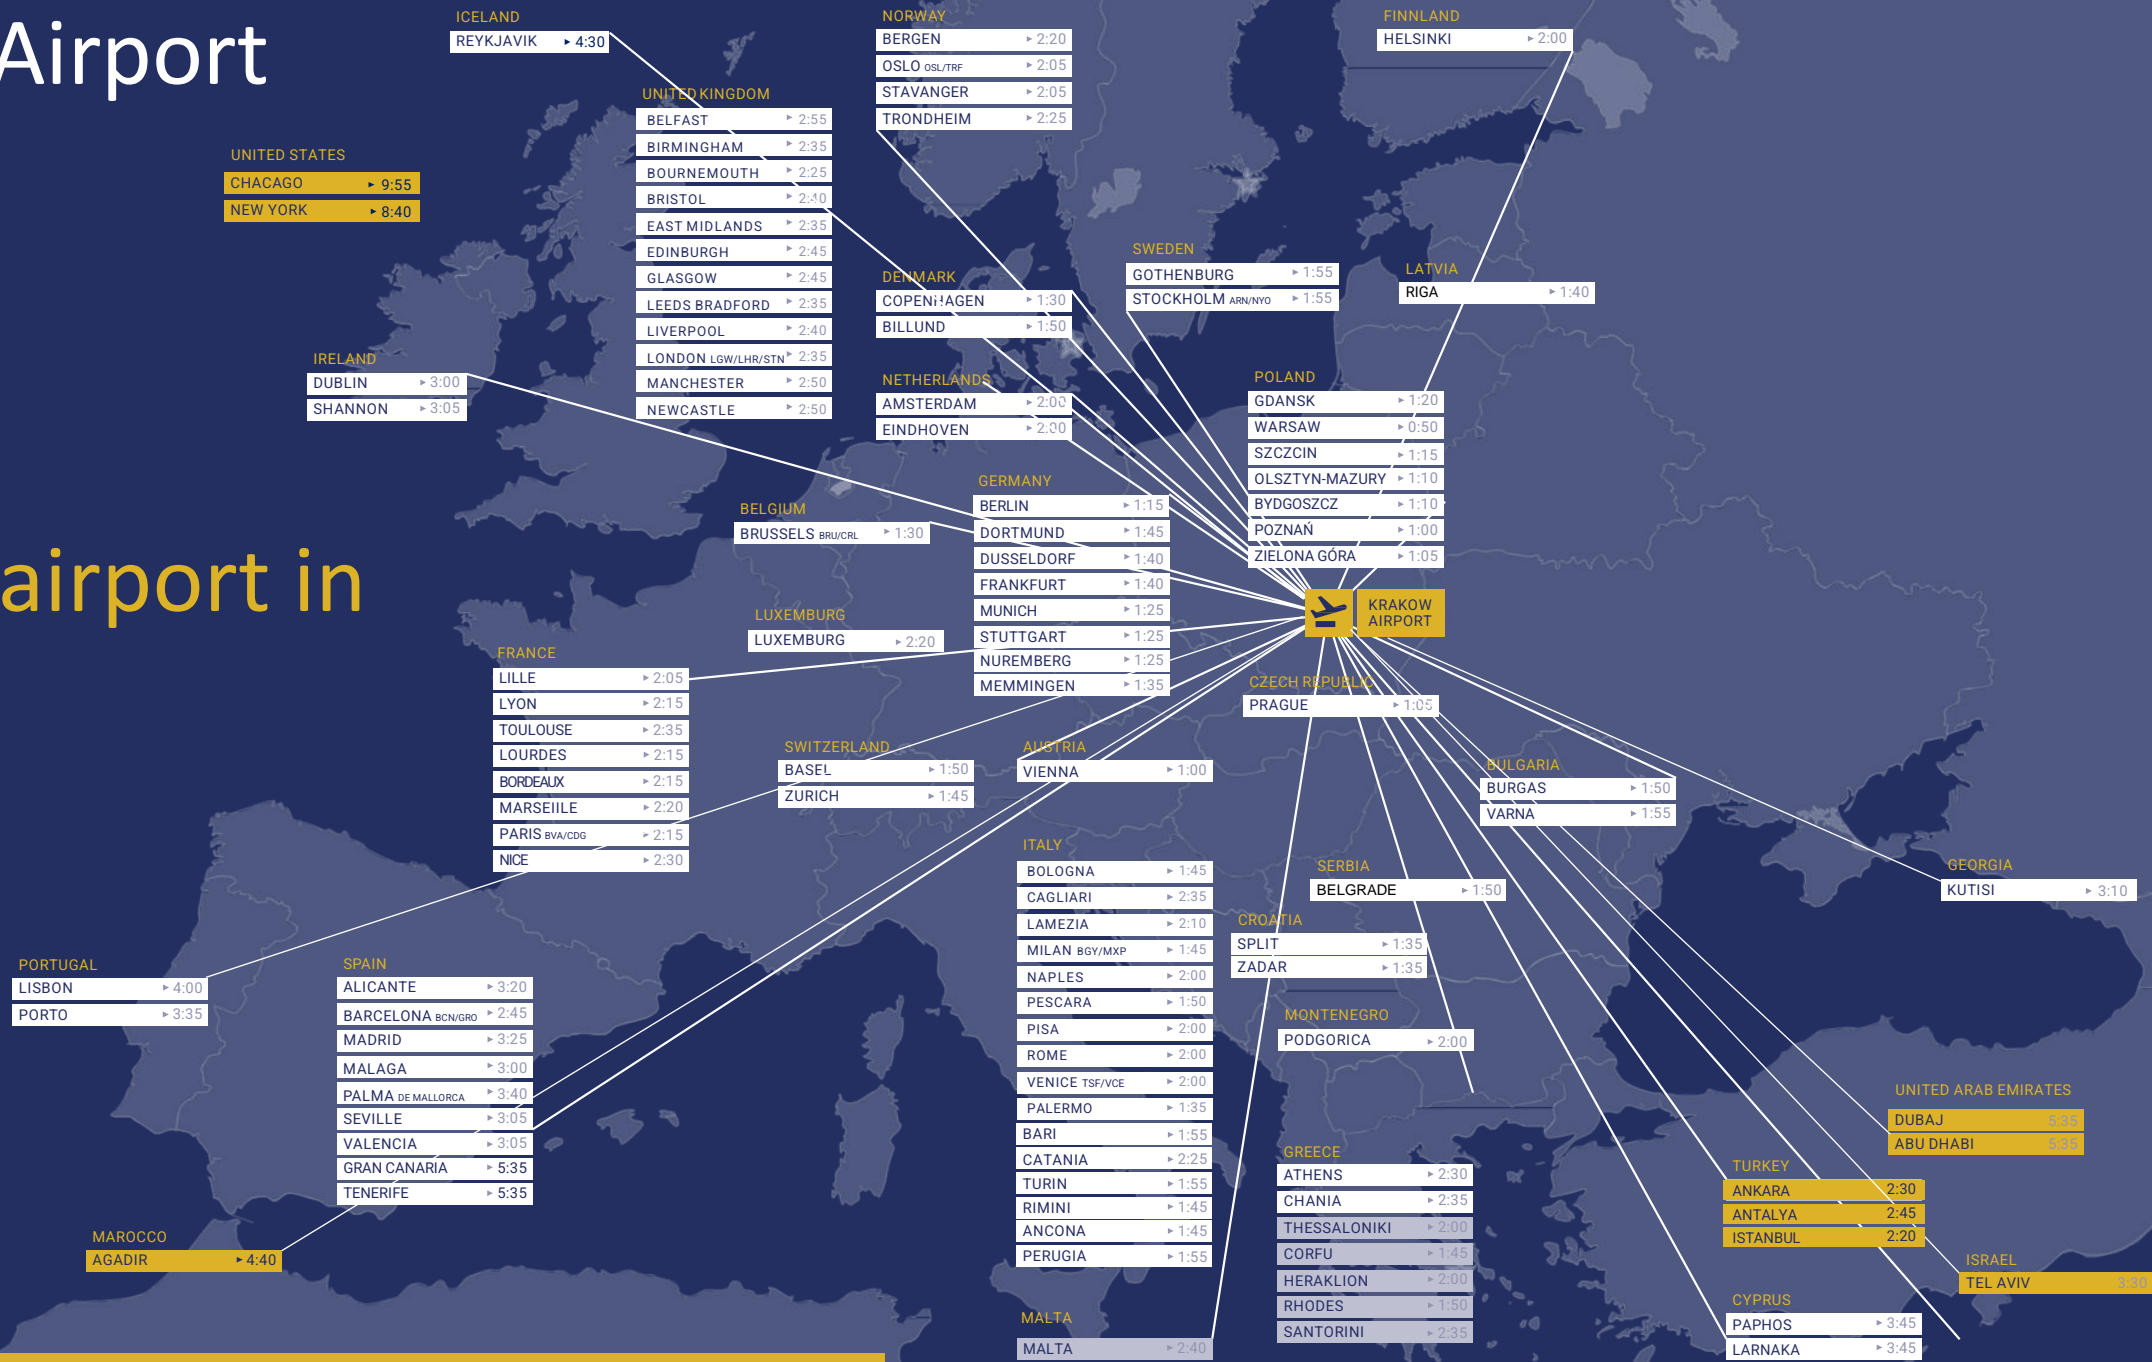 Airport
airport in
ICELAND
REYKJAVIK ▸ 4:30
UNITED STATES
CHACAGO ▸ 9:55
NEW YORK ▸ 8:40
UNITED KINGDOM
BELFAST ▸ 2:55
BIRMINGHAM ▸ 2:35
BOURNEMOUTH ▸ 2:25
BRISTOL ▸ 2:40
EAST MIDLANDS ▸ 2:35
EDINBURGH ▸ 2:45
GLASGOW ▸ 2:45
LEEDS BRADFORD ▸ 2:35
LIVERPOOL ▸ 2:40
LONDON LGW/LHR/STN ▸ 2:35
MANCHESTER ▸ 2:50
NEWCASTLE ▸ 2:50
NORWAY
BERGEN ▸ 2:20
OSLO OSL/TRF ▸ 2:05
STAVANGER ▸ 2:05
TRONDHEIM ▸ 2:25
FINNLAND
HELSINKI ▸ 2:00
SWEDEN
GOTHENBURG ▸ 1:55
STOCKHOLM ARN/NYO ▸ 1:55
LATVIA
RIGA ▸ 1:40
DENMARK
COPENHAGEN ▸ 1:30
BILLUND ▸ 1:50
IRELAND
DUBLIN ▸ 3:00
SHANNON ▸ 3:05
NETHERLANDS
AMSTERDAM ▸ 2:00
EINDHOVEN ▸ 2:00
POLAND
GDANSK ▸ 1:20
WARSAW ▸ 0:50
SZCZCIN ▸ 1:15
OLSZTYN-MAZURY ▸ 1:10
BYDGOSZCZ ▸ 1:10
POZNAŃ ▸ 1:00
ZIELONA GÓRA ▸ 1:05
KRAKOW
AIRPORT
GERMANY
BERLIN ▸ 1:15
DORTMUND ▸ 1:45
DUSSELDORF ▸ 1:40
FRANKFURT ▸ 1:40
MUNICH ▸ 1:25
STUTTGART ▸ 1:25
NUREMBERG ▸ 1:25
MEMMINGEN ▸ 1:35
BELGIUM
BRUSSELS BRU/CRL ▸ 1:30
LUXEMBURG
LUXEMBURG ▸ 2:20
FRANCE
LILLE ▸ 2:05
LYON ▸ 2:15
TOULOUSE ▸ 2:35
LOURDES ▸ 2:15
BORDEAUX ▸ 2:15
MARSEIILE ▸ 2:20
PARIS BVA/CDG ▸ 2:15
NICE ▸ 2:30
CZECH REPUBLIC
PRAGUE ▸ 1:05
SWITZERLAND
BASEL ▸ 1:50
ZURICH ▸ 1:45
AUSTRIA
VIENNA ▸ 1:00
BULGARIA
BURGAS ▸ 1:50
VARNA ▸ 1:55
ITALY
BOLOGNA ▸ 1:45
CAGLIARI ▸ 2:35
LAMEZIA ▸ 2:10
MILAN BGY/MXP ▸ 1:45
NAPLES ▸ 2:00
PESCARA ▸ 1:50
PISA ▸ 2:00
ROME ▸ 2:00
VENICE TSF/VCE ▸ 2:00
PALERMO ▸ 1:35
BARI ▸ 1:55
CATANIA ▸ 2:25
TURIN ▸ 1:55
RIMINI ▸ 1:45
ANCONA ▸ 1:45
PERUGIA ▸ 1:55
SERBIA
BELGRADE ▸ 1:50
GEORGIA
KUTISI ▸ 3:10
CROATIA
SPLIT ▸ 1:35
ZADAR ▸ 1:35
PORTUGAL
LISBON ▸ 4:00
PORTO ▸ 3:35
SPAIN
ALICANTE ▸ 3:20
BARCELONA BCN/GRO ▸ 2:45
MADRID ▸ 3:25
MALAGA ▸ 3:00
PALMA DE MALLORCA ▸ 3:40
SEVILLE ▸ 3:05
VALENCIA ▸ 3:05
GRAN CANARIA ▸ 5:35
TENERIFE ▸ 5:35
MONTENEGRO
PODGORICA ▸ 2:00
UNITED ARAB EMIRATES
DUBAJ 5:35
ABU DHABI 5:35
GREECE
ATHENS ▸ 2:30
CHANIA ▸ 2:35
THESSALONIKI ▸ 2:00
CORFU ▸ 1:45
HERAKLION ▸ 2:00
RHODES ▸ 1:50
SANTORINI ▸ 2:35
TURKEY
ANKARA 2:30
ANTALYA 2:45
ISTANBUL 2:20
MAROCCO
AGADIR ▸ 4:40
ISRAEL
TEL AVIV 3:30
CYPRUS
PAPHOS ▸ 3:45
LARNAKA ▸ 3:45
MALTA
MALTA ▸ 2:40